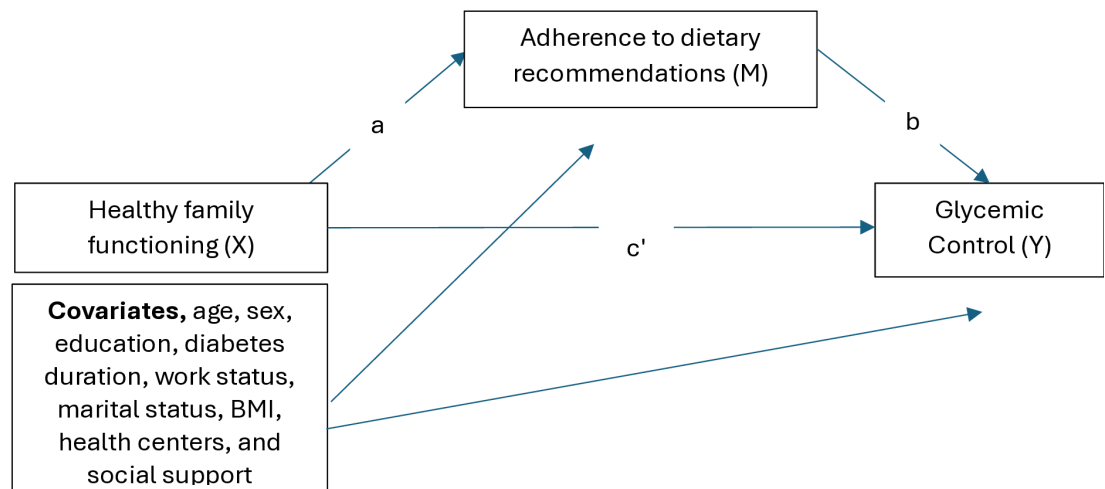 Adherence to dietary
recommendations (M)
a
b
Healthy family
functioning (X)
c'
Glycemic
Control (Y)
Covariates, age, sex,
education, diabetes
duration, work status,
marital status, BMI,
health centers, and
social support